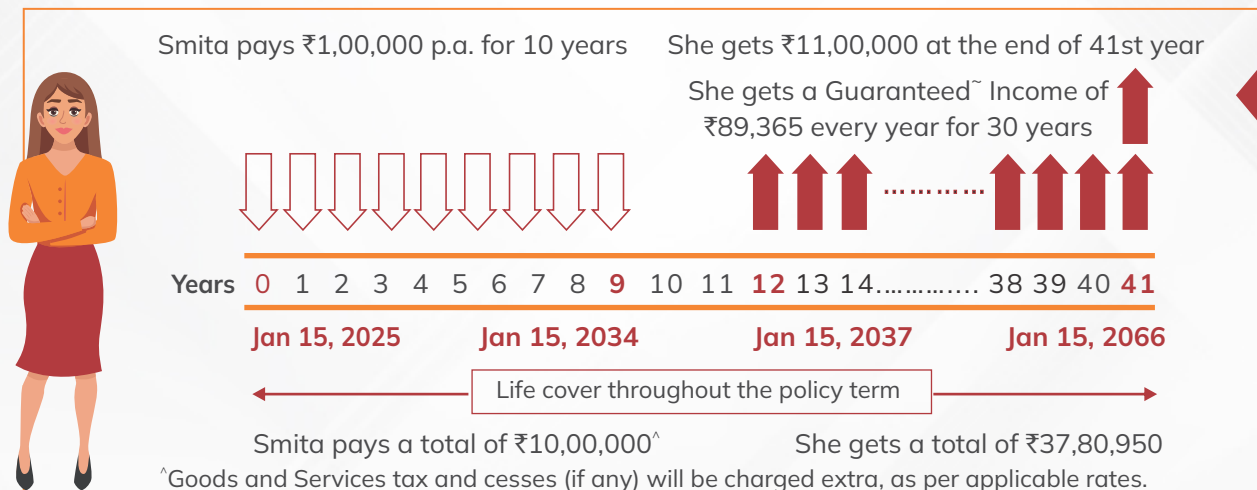 Smita pays ₹1,00,000 p.a. for 10 years
She gets ₹11,00,000 at the end of 41st year
She gets a Guaranteed~ Income of
₹89,365 every year for 30 years
............
Years 0 1 2 3 4 5 6 7 8 9 10 11 12 13 14.............. 38 39 40 41
Jan 15, 2025 Jan 15, 2034 Jan 15, 2037 Jan 15, 2066
Life cover throughout the policy term
Smita pays a total of ₹10,00,000^
She gets a total of ₹37,80,950
^Goods and Services tax and cesses (if any) will be charged extra, as per applicable rates.